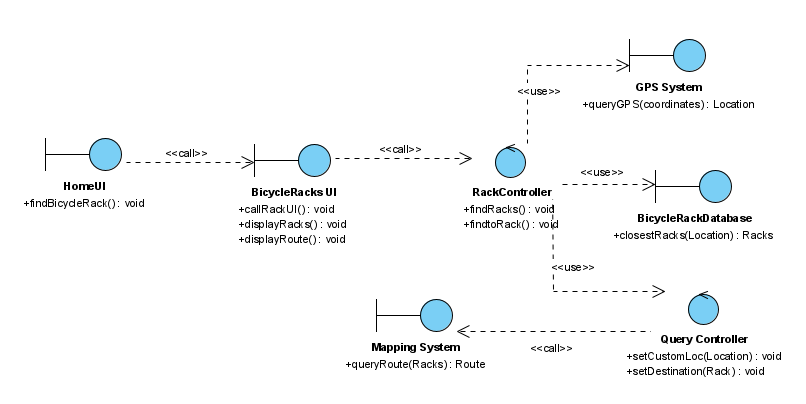 <<use>>
GPS System
+queryGPS(coordinates) : Location
<<call>>
HomeUI
+findBicycleRack() : void
<<call>>
BicycleRacks UI
+callRackUI() : void
+displayRacks() : void
+displayRoute() : void
RackController
+findRacks() : void
+findtoRack() : void
<<use>>
BicycleRackDatabase
+closestRacks(Location) : Racks
<<use>>
Mapping System
+queryRoute(Racks) : Route
<<call>>
Query Controller
+setCustomLoc(Location) : void
+setDestination(Rack) : void